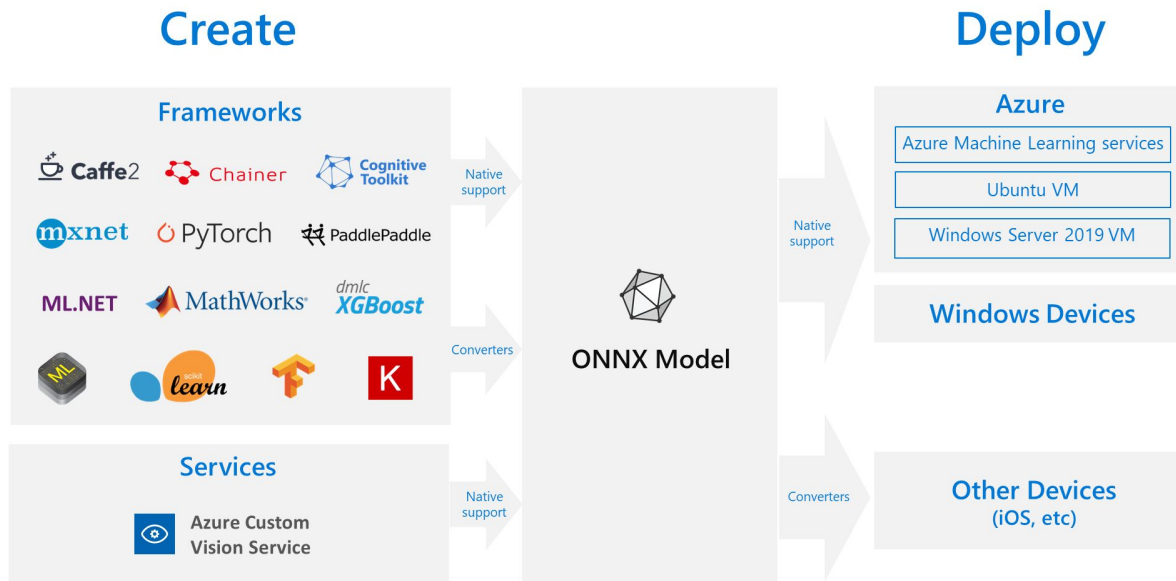 Create
Deploy
Frameworks
Caffe2
Chainer
Cognitive
Toolkit
mxnet
PyTorch
PaddlePaddle
ML.NET
MathWorks®
dmlc
XGBoost
ML
scikit
learn
K
Services
Azure Custom
Vision Service
Native
support
Converters
Native
support
ONNX Model
Native
support
Converters
Azure
Azure Machine Learning services
Ubuntu VM
Windows Server 2019 VM
Windows Devices
Other Devices
(iOS, etc)